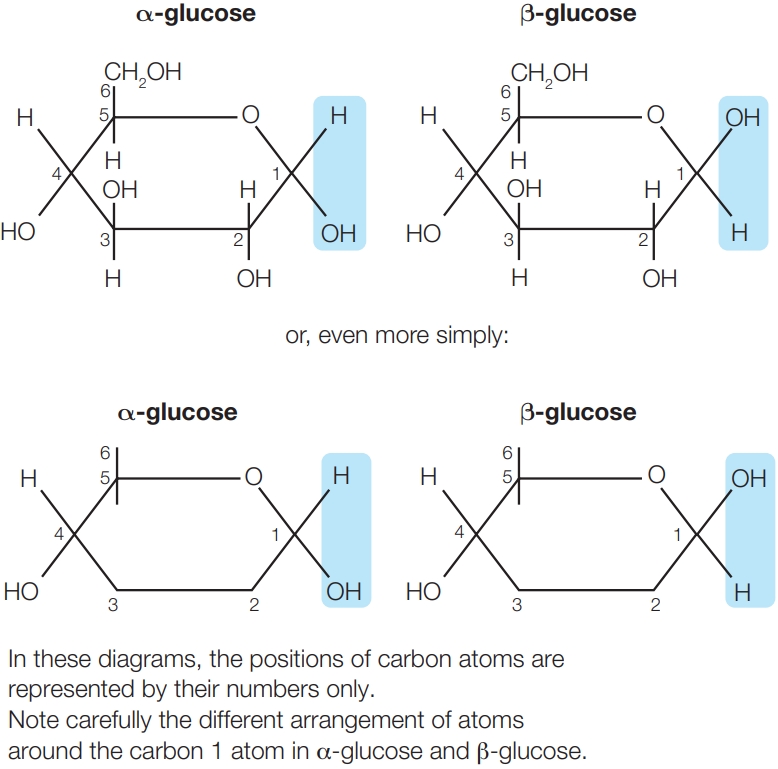 α-glucose β-glucose
CH2OH CH2OH
6 6
H 5 O H H 5 O OH
H H
4 OH H 1 4 OH H 1
HO 3 2 OH HO 3 2 H
H OH H OH
or, even more simply:
α-glucose β-glucose
6 6
H 5 O H H 5 O OH
4 1 4 1
HO OH HO H
3 2 3 2
In these diagrams, the positions of carbon atoms are
represented by their numbers only.
Note carefully the different arrangement of atoms
around the carbon 1 atom in α-glucose and β-glucose.